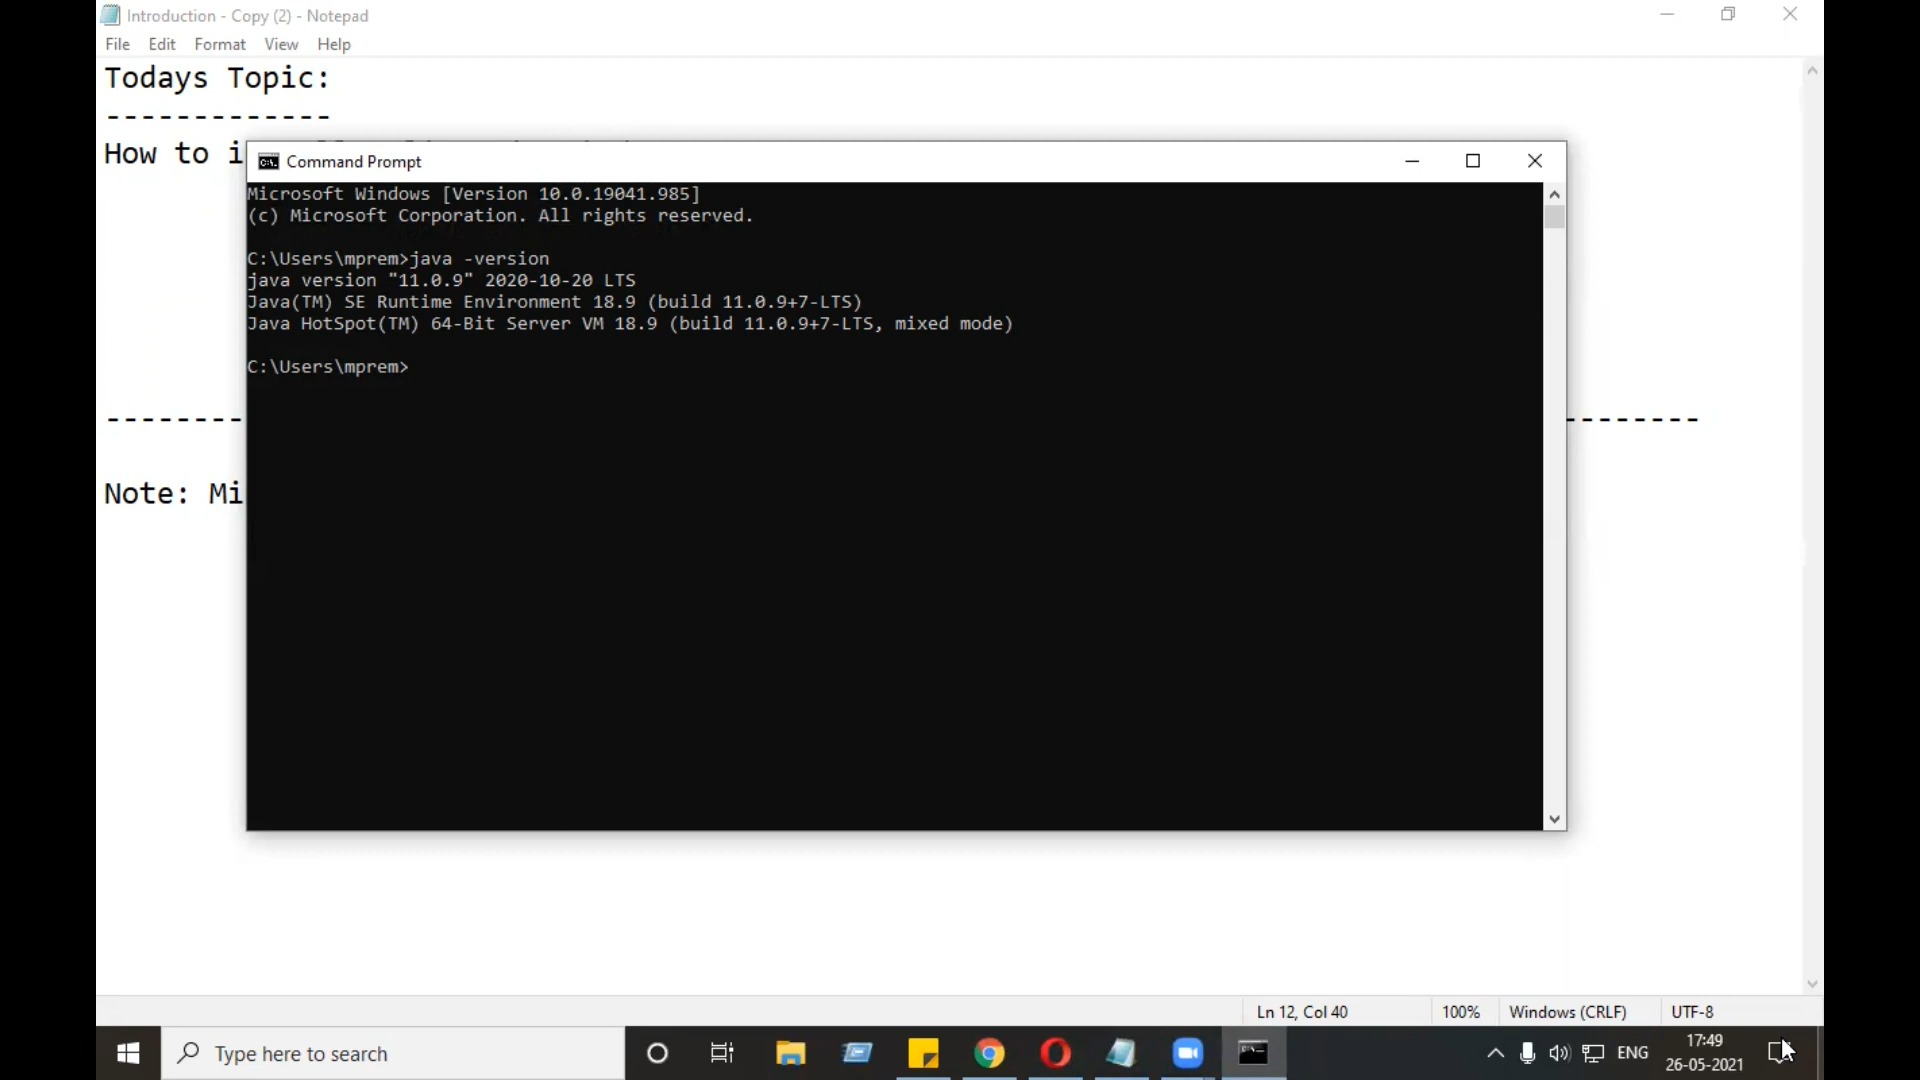 Introduction - Copy (2) - Notepad
File Edit Format View Help
Todays Topic:
-------------
How to i
Command Prompt
Microsoft Windows [Version 10.0.19041.985]
(c) Microsoft Corporation. All rights reserved.
C:\Users\mprem>java -version
java version "11.0.9" 2020-10-20 LTS
Java(TM) SE Runtime Environment 18.9 (build 11.0.9+7-LTS)
Java HotSpot(TM) 64-Bit Server VM 18.9 (build 11.0.9+7-LTS, mixed mode)
C:\Users\mprem>
Note: Mi
Ln 12, Col 40 100% Windows (CRLF) UTF-8
Type here to search
ENG
17:49
26-05-2021